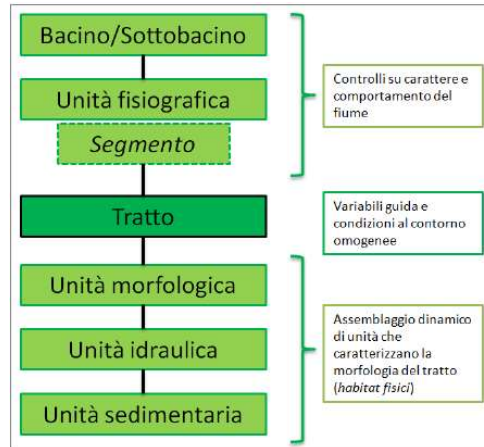 Bacino/Sottobacino
Unità fisiografica
Segmento
Controlli su carattere e
comportamento del
fiume
Tratto
Variabili guida e
condizioni al contorno
omogenee
Unità morfologica
Unità idraulica
Unità sedimentaria
Assemblaggio dinamico
di unità che
caratterizzano la
morfologia del tratto
(habitat fisici)